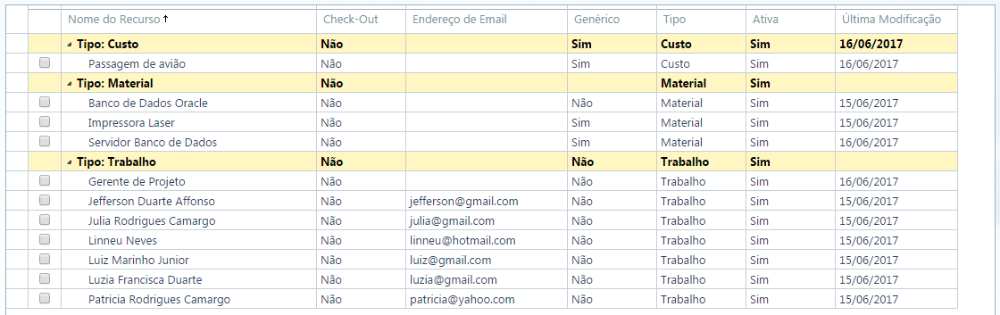 Nome do Recurso Check-Out Endereço de Email Genérico Tipo Ativa Última Modificação
Tipo: Custo Não Sim Custo Sim 16/06/2017
Passagem de avião Não Sim Custo Sim 16/06/2017
Tipo: Material Não Material Sim
Banco de Dados Oracle Não Não Material Sim 15/06/2017
Impressora Laser Não Sim Material Sim 15/06/2017
Servidor Banco de Dados Não Sim Material Sim 16/06/2017
Tipo: Trabalho Não Não Trabalho Sim
Gerente de Projeto Não Não Trabalho Sim 16/06/2017
Jefferson Duarte Affonso Não jefferson@gmail.com Não Trabalho Sim 15/06/2017
Julia Rodrigues Camargo Não julia@gmail.com Não Trabalho Sim 15/06/2017
Linneu Neves Não linneu@hotmail.com Não Trabalho Sim 15/06/2017
Luiz Marinho Junior Não luiz@gmail.com Não Trabalho Sim 15/06/2017
Luzia Francisca Duarte Não luzia@gmail.com Não Trabalho Sim 15/06/2017
Patricia Rodrigues Camargo Não patricia@yahoo.com Não Trabalho Sim 15/06/2017